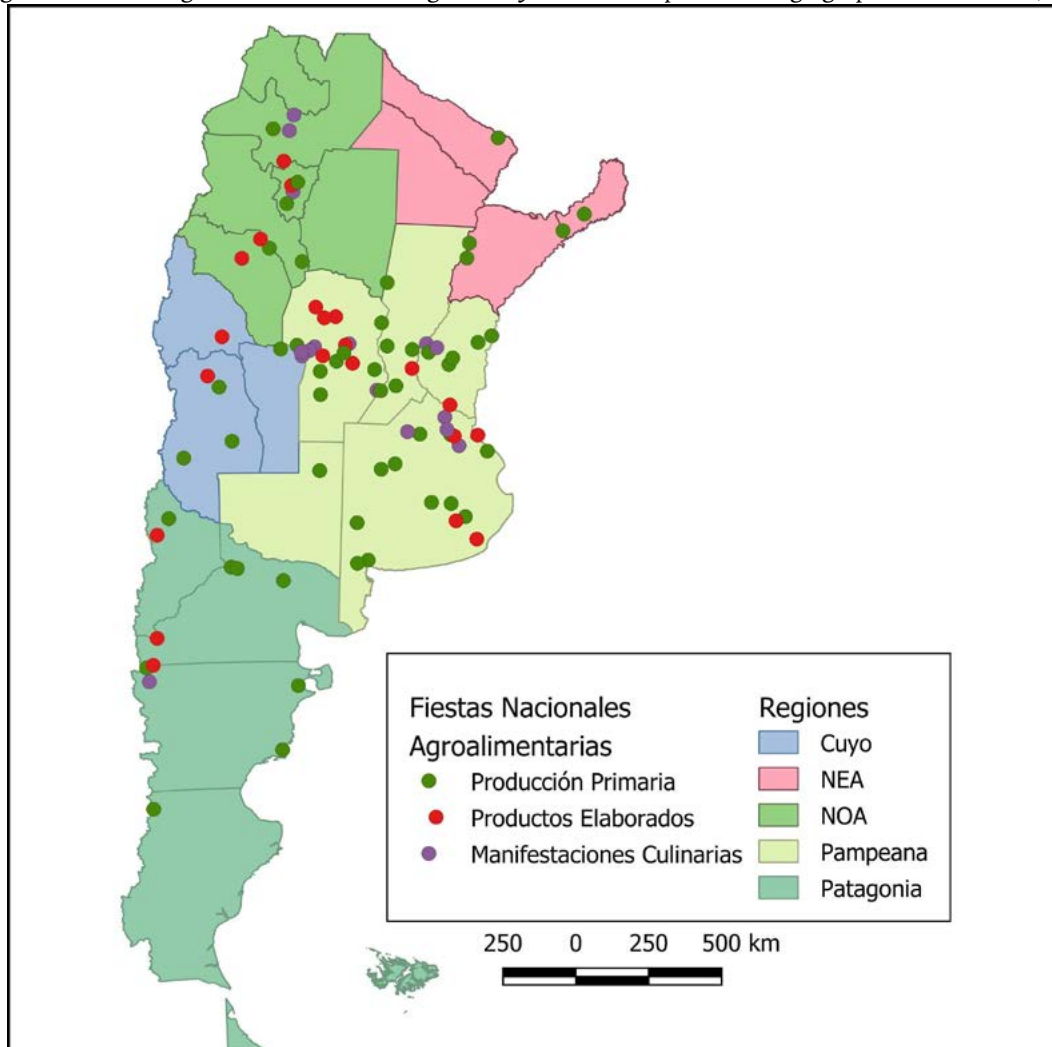 Fiestas Nacionales
Agroalimentarias
Producción Primaria
Productos Elaborados
Manifestaciones Culinarias
Regiones
Cuyo
NEA
NOA
Pampeana
Patagonia
250 0 250 500 km